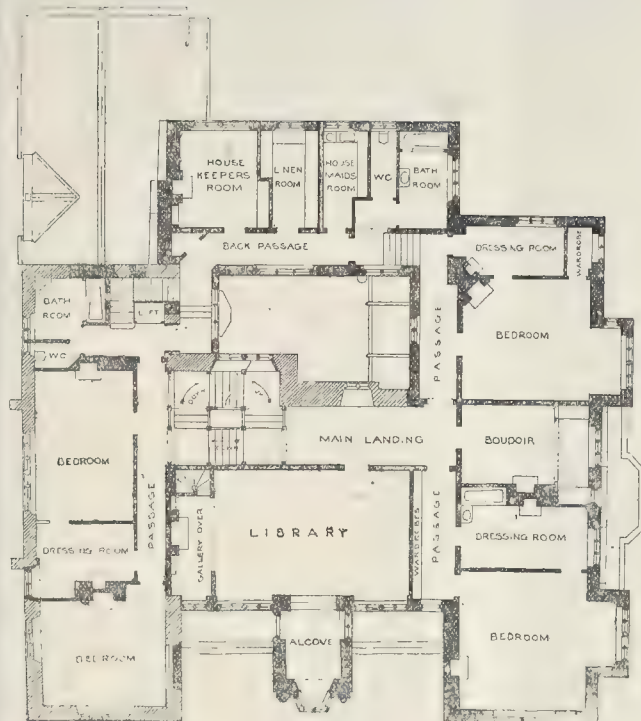 HOUSE
KEEPERS
ROOM
LINEN
ROOM
HOUSE
MAIDS
ROOM
WC
BATH
ROOM
BACK PASSAGE
DRESSING ROOM
WARDROBE
BATH
ROOM
LIFT
WC
PASSAGE
BEDROOM
DOWN
UP
MAIN LANDING
BOUDOIR
BEDROOM
PASSAGE
GALLERY OVER
LIBRARY
WARDROBES
PASSAGE
DRESSING ROOM
DRESSING ROOM
ALCOVE
BEDROOM
BEDROOM